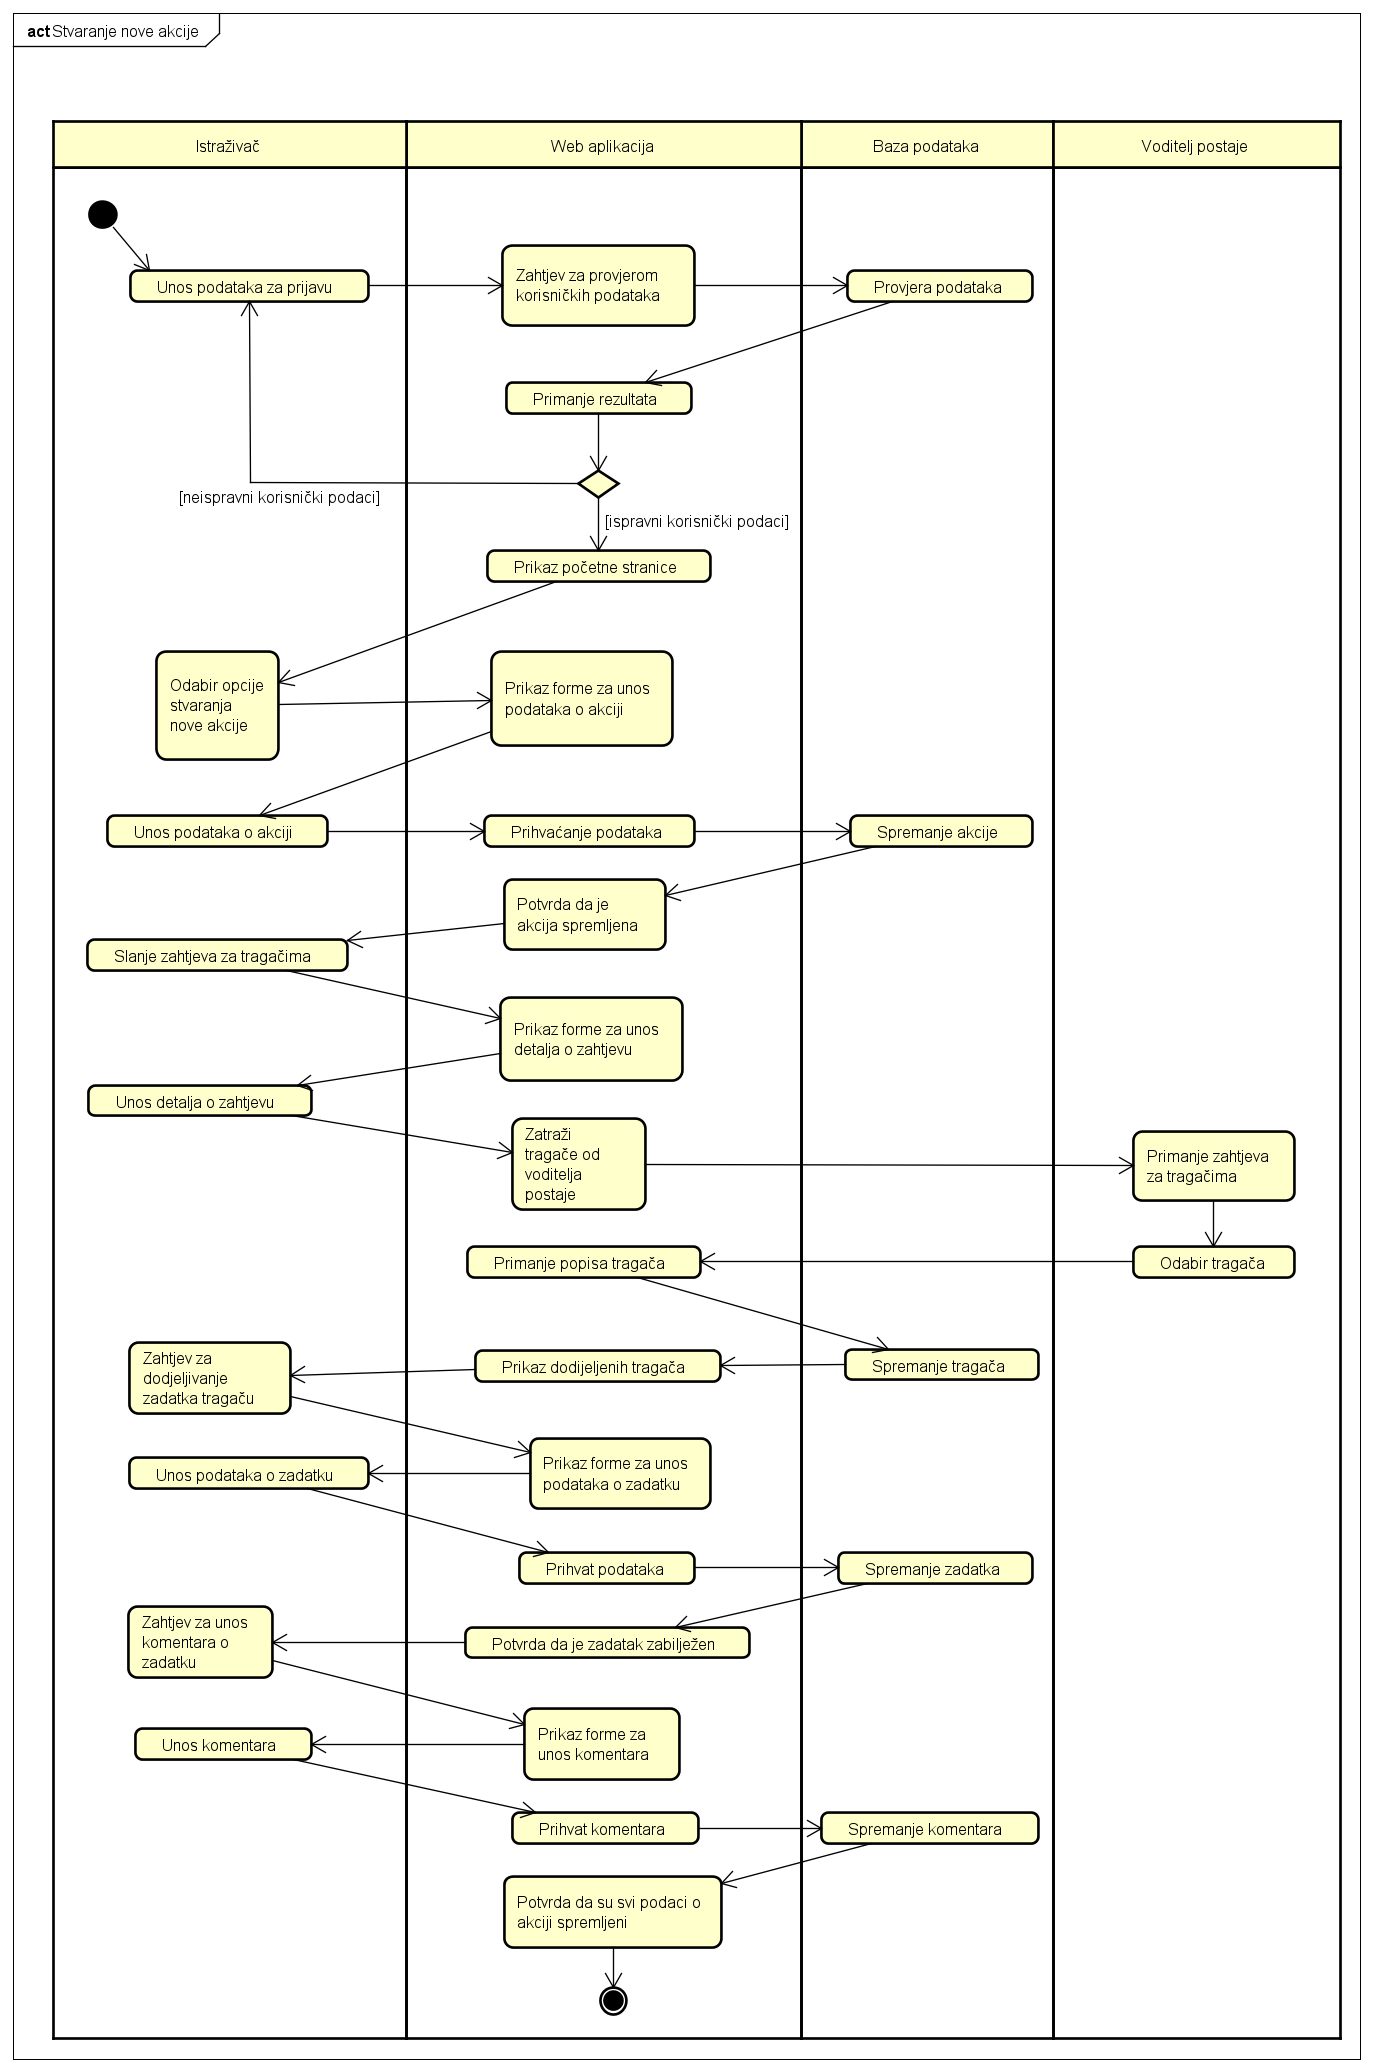 act Stvaranje nove akcije
Istraživač
Web aplikacija
Baza podataka
Voditelj postaje
Unos podataka za prijavu
Zahtjev za provjerom
korisničkih podataka
Provjera podataka
Primanje rezultata
[neispravni korisnički podaci]
[ispravni korisnički podaci]
Prikaz početne stranice
Odabir opcije
stvaranja
nove akcije
Prikaz forme za unos
podataka o akciji
Unos podataka o akciji
Prihvaćanje podataka
Spremanje akcije
Potvrda da je
akcija spremljena
Slanje zahtjeva za tragačima
Prikaz forme za unos
detalja o zahtjevu
Unos detalja o zahtjevu
Zatraži
tragače od
voditelja
postaje
Primanje zahtjeva
za tragačima
Primanje popisa tragača
Odabir tragača
Zahtjev za
dodjeljivanje
zadatka tragaču
Prikaz dodijeljenih tragača
Spremanje tragača
Unos podataka o zadatku
Prikaz forme za unos
podataka o zadatku
Prihvat podataka
Spremanje zadatka
Zahtjev za unos
komentara o
zadatku
Potvrda da je zadatak zabilježen
Unos komentara
Prikaz forme za
unos komentara
Prihvat komentara
Spremanje komentara
Potvrda da su svi podaci o
akciji spremljeni